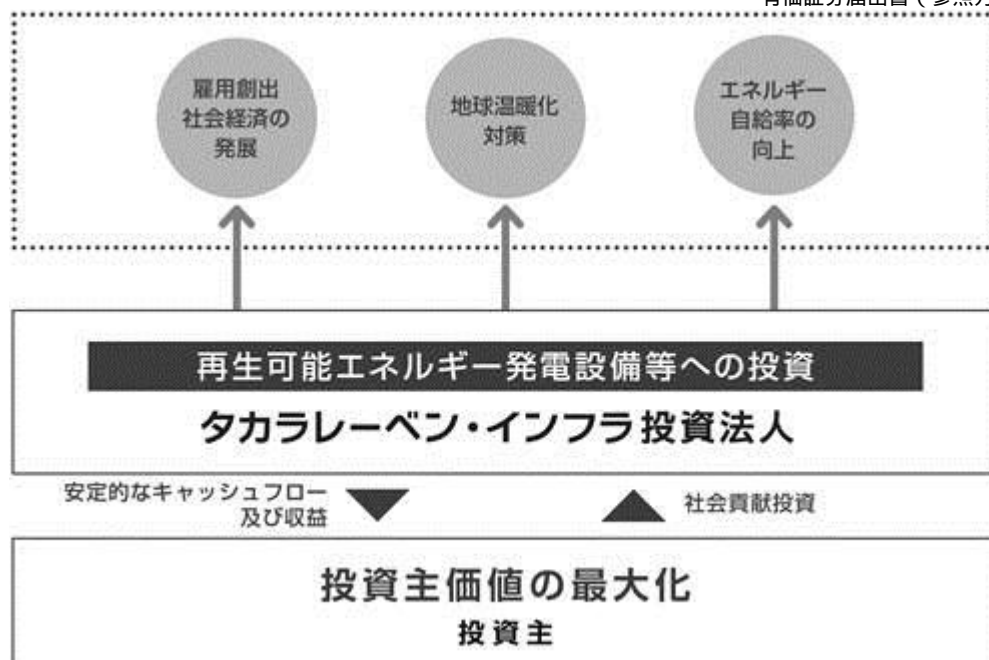 雇用創出
社会経済の
発展
地球温暖化
対策
エネルギー
自給率の
向上
再生可能エネルギー発電設備等への投資
タカラレーベン・インフラ投資法人
安定的なキャッシュフロー
及び収益
社会貢献投資
投資主価値の最大化
投資主